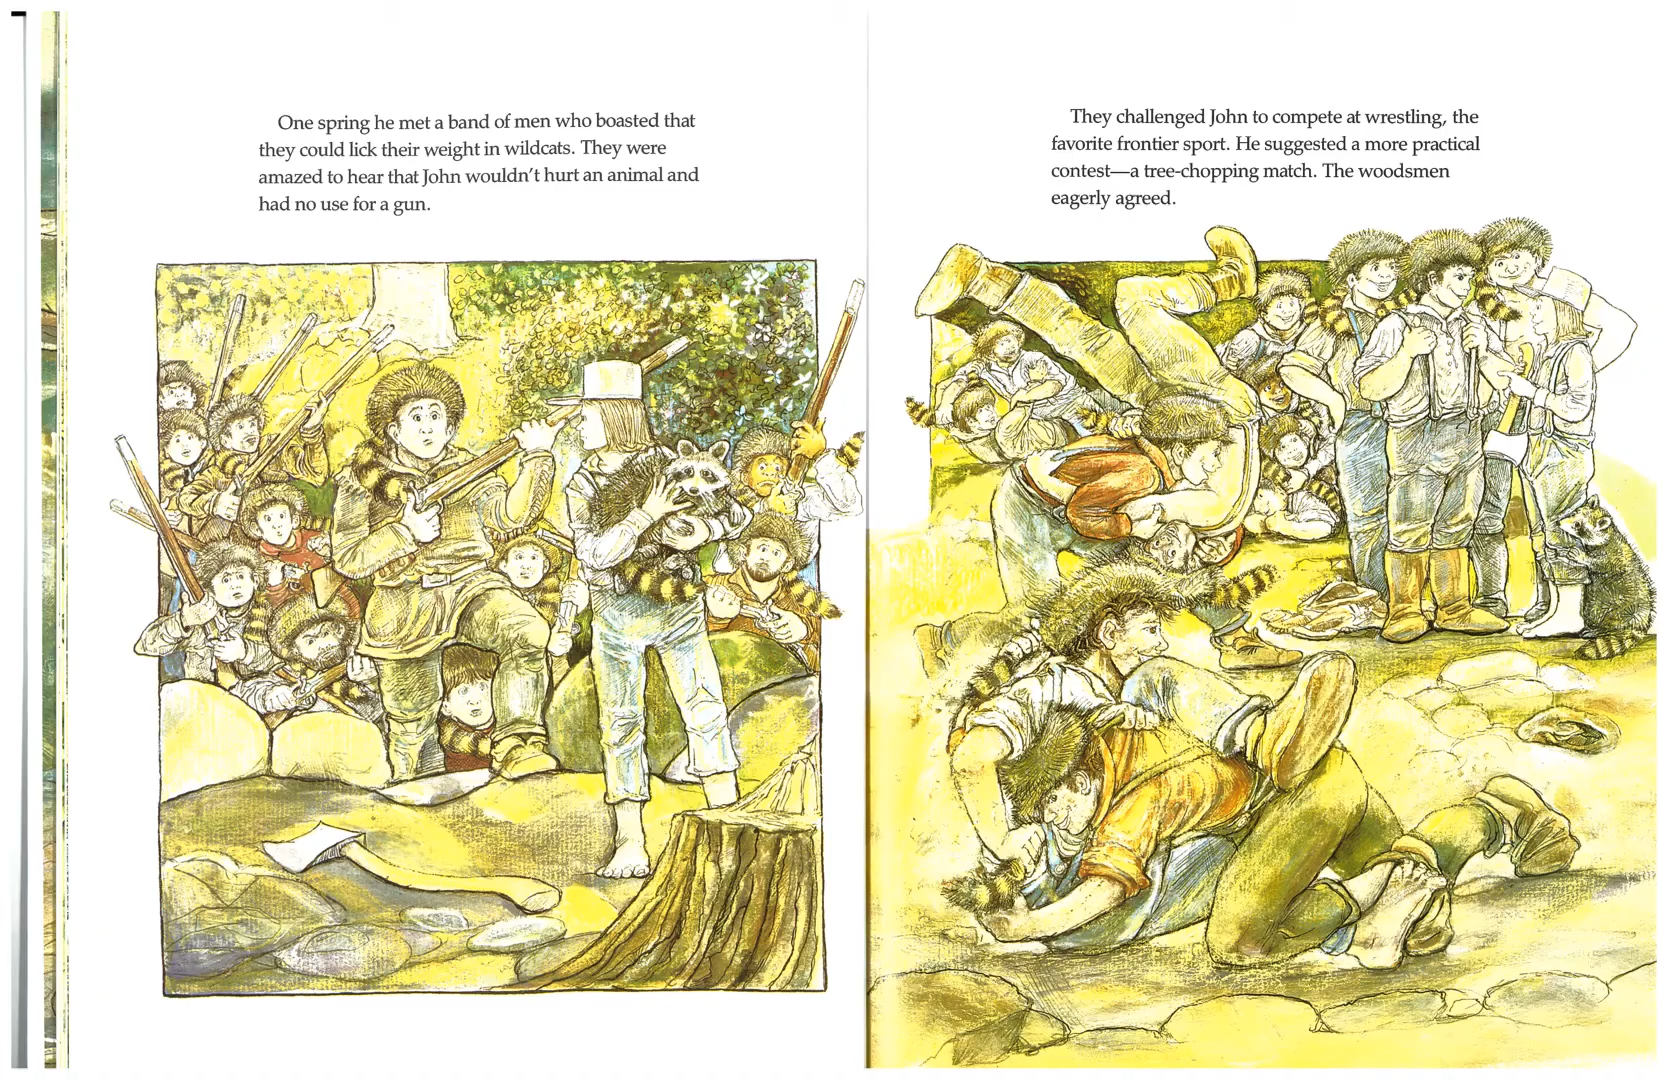 One spring he met a band of men who boasted that
they could lick their weight in wildcats. They were
amazed to hear that John wouldn't hurt an animal and
had no use for a gun.
They challenged John to compete at wrestling, the
favorite frontier sport. He suggested a more practical
contest—a tree-chopping match. The woodsmen
eagerly agreed.